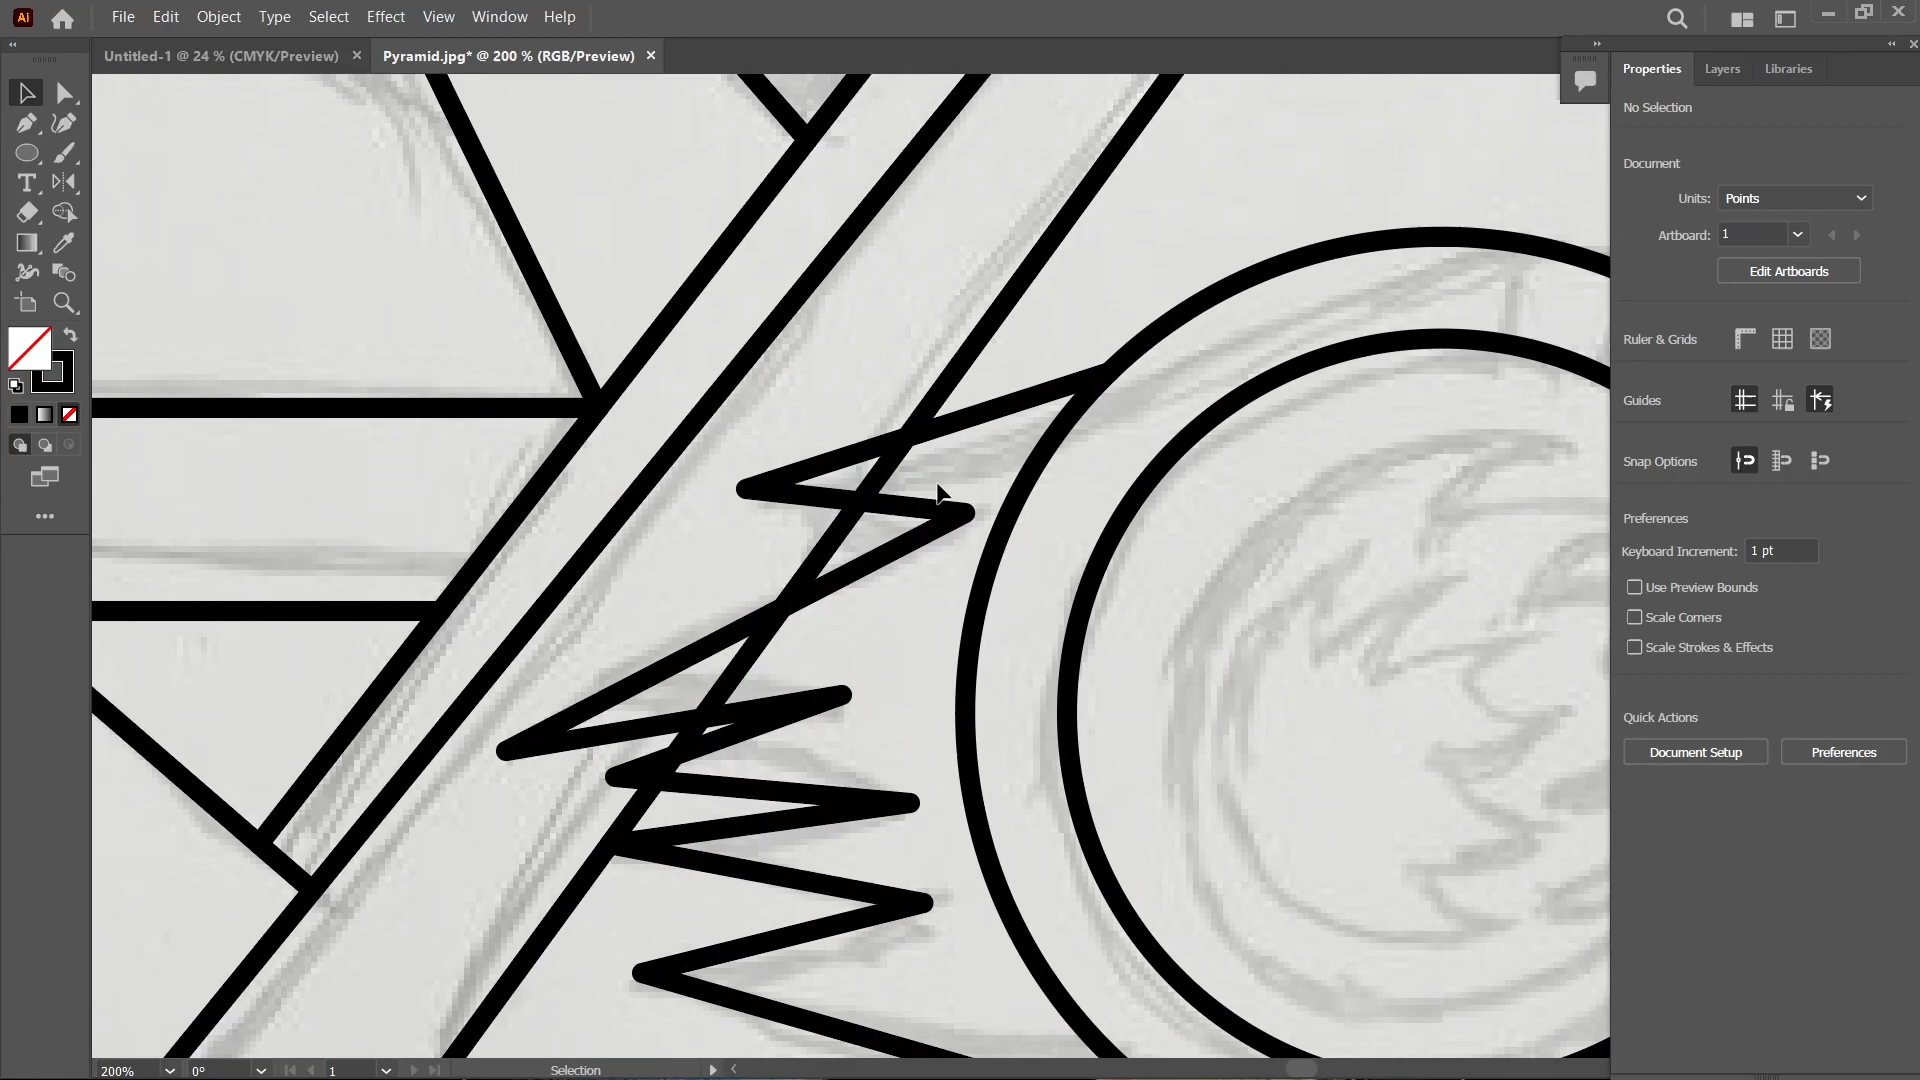 Ai File Edit Object Type Select Effect View Window Help
Untitled-1 @ 24 % (CMYK/Preview) Pyramid.jpg* @ 200 % (RGB/Preview)
Properties Layers Libraries
No Selection
Document
Units: Points
Artboard: 1
Edit Artboards
Ruler & Grids
Guides
Snap Options
Preferences
Keyboard Increment: 1 pt
Use Preview Bounds
Scale Corners
Scale Strokes & Effects
Quick Actions
Document Setup Preferences
200% 0° 1 Selection